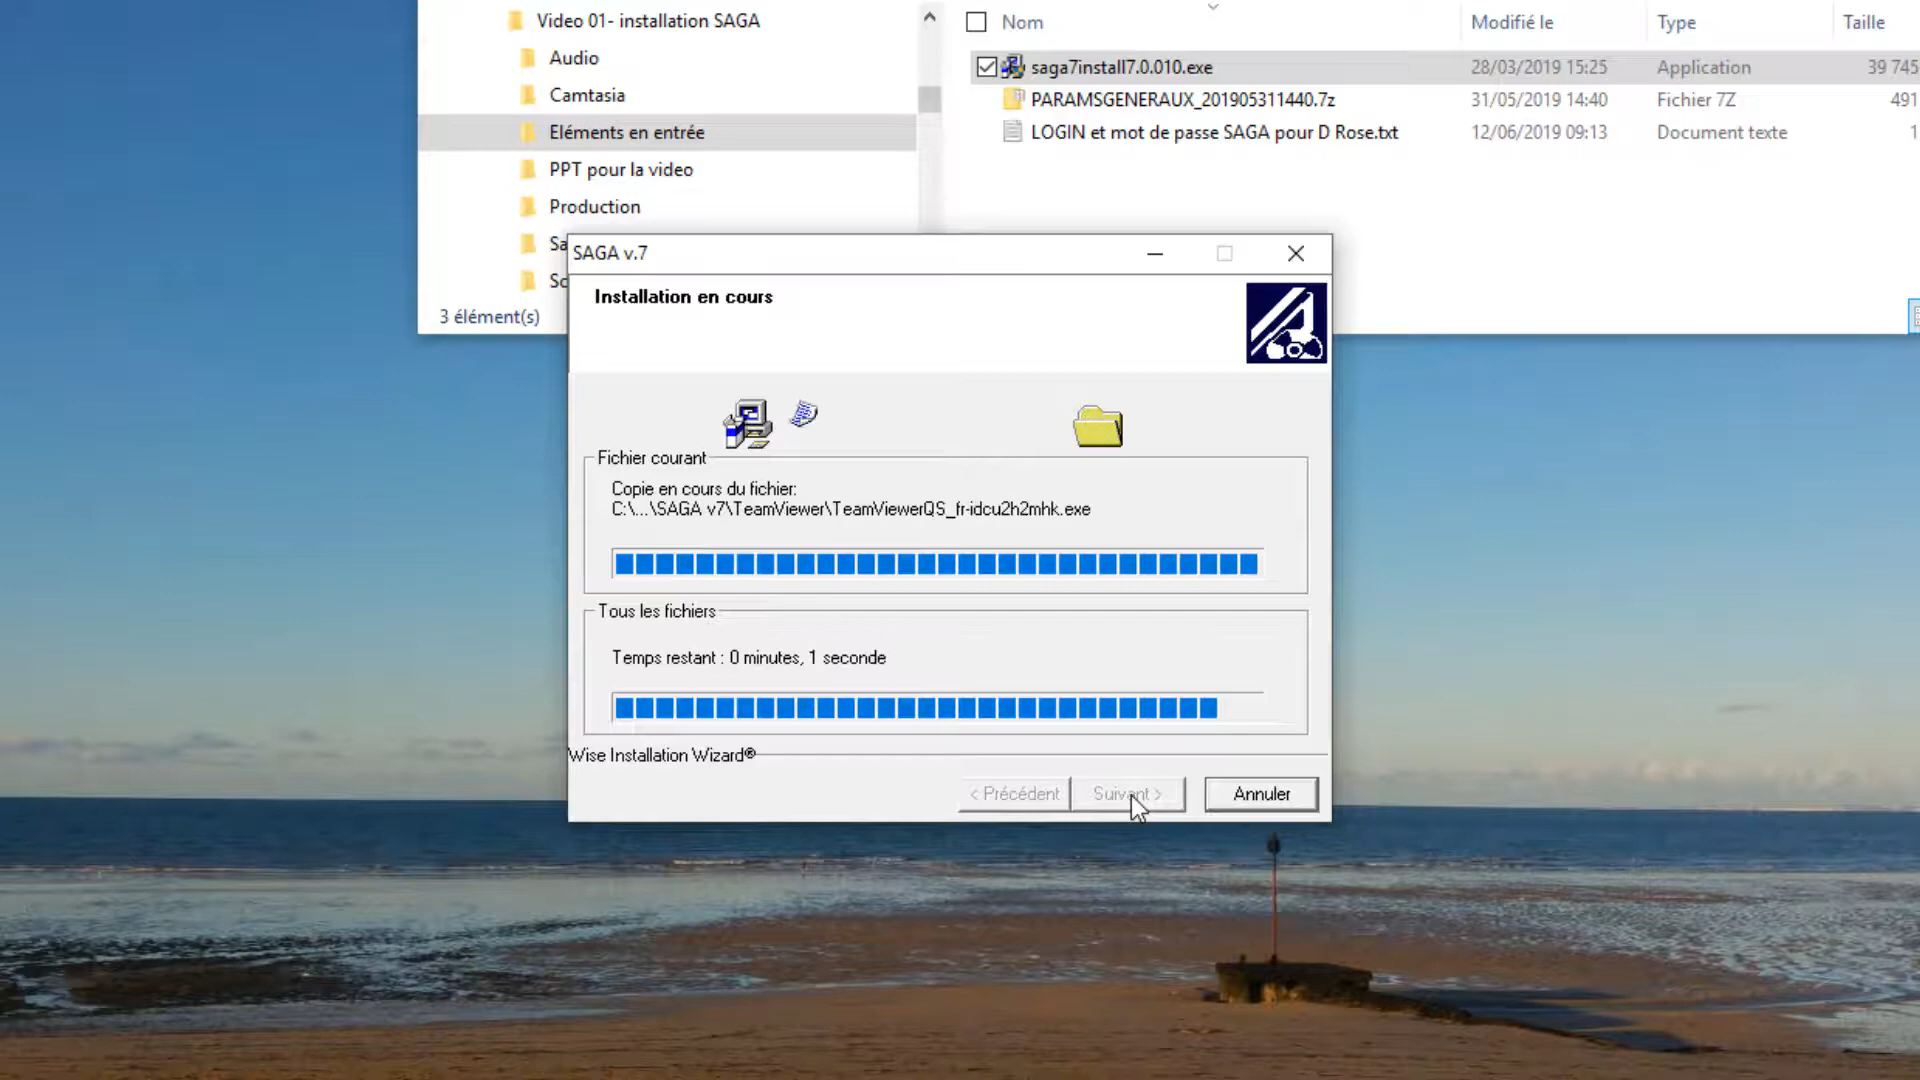 Video 01- installation SAGA
Audio
Camtasia
Eléments en entrée
PPT pour la video
Production
3 élément(s)
Nom
Modifié le
Type
Taille
saga7install7.0.010.exe
28/03/2019 15:25
Application
39 745
PARAMSGENERAUX_201905311440.7z
31/05/2019 14:40
Fichier 7Z
491
LOGIN et mot de passe SAGA pour D Rose.txt
12/06/2019 09:13
Document texte
1
SAGA v.7
Installation en cours
Fichier courant
Copie en cours du fichier:
C:\...\SAGA v7\TeamViewer\TeamViewerQS_fr-idcu2h2mhk.exe
Tous les fichiers
Temps restant : 0 minutes, 1 seconde
Wise Installation Wizard®
< Précédent
Suivant >
Annuler